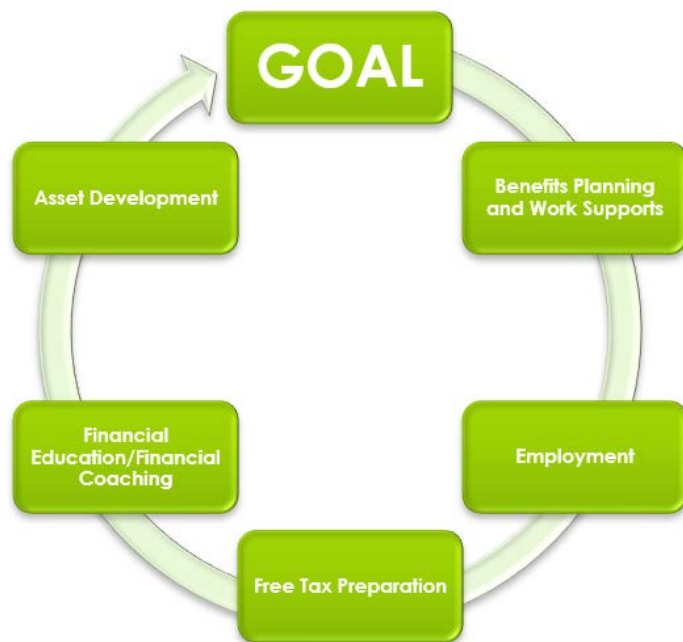 GOAL
Benefits Planning
and Work Supports
Employment
Free Tax Preparation
Financial
Education/Financial
Coaching
Asset Development